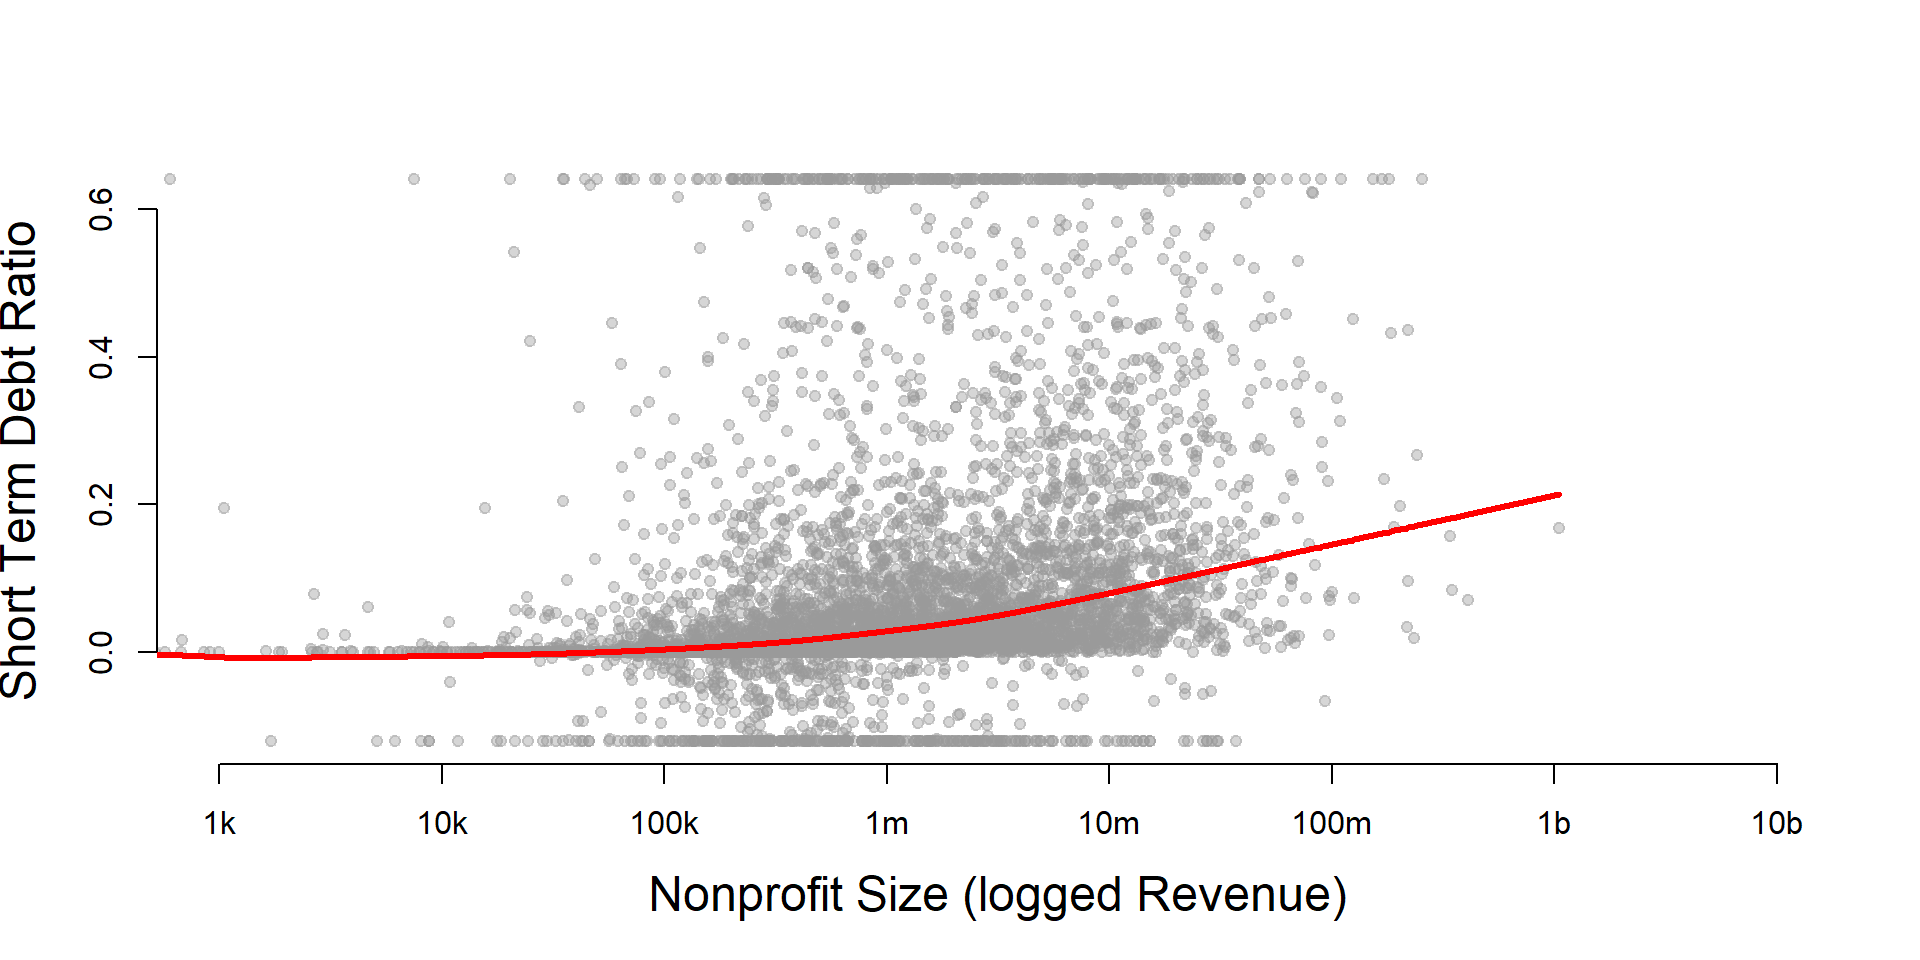 Short Term Debt Ratio
0.6
0.4
0.2
0.0
1k 10k 100k 1m 10m 100m 1b 10b
Nonprofit Size (logged Revenue)